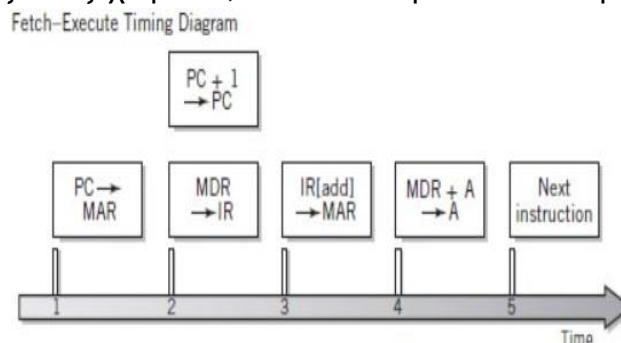 Fetch–Execute Timing Diagram
PC + 1
→ PC
PC →
MAR
MDR
→ IR
IR[add]
→ MAR
MDR + A
→ A
Next
instruction
1 2 3 4 5
Time